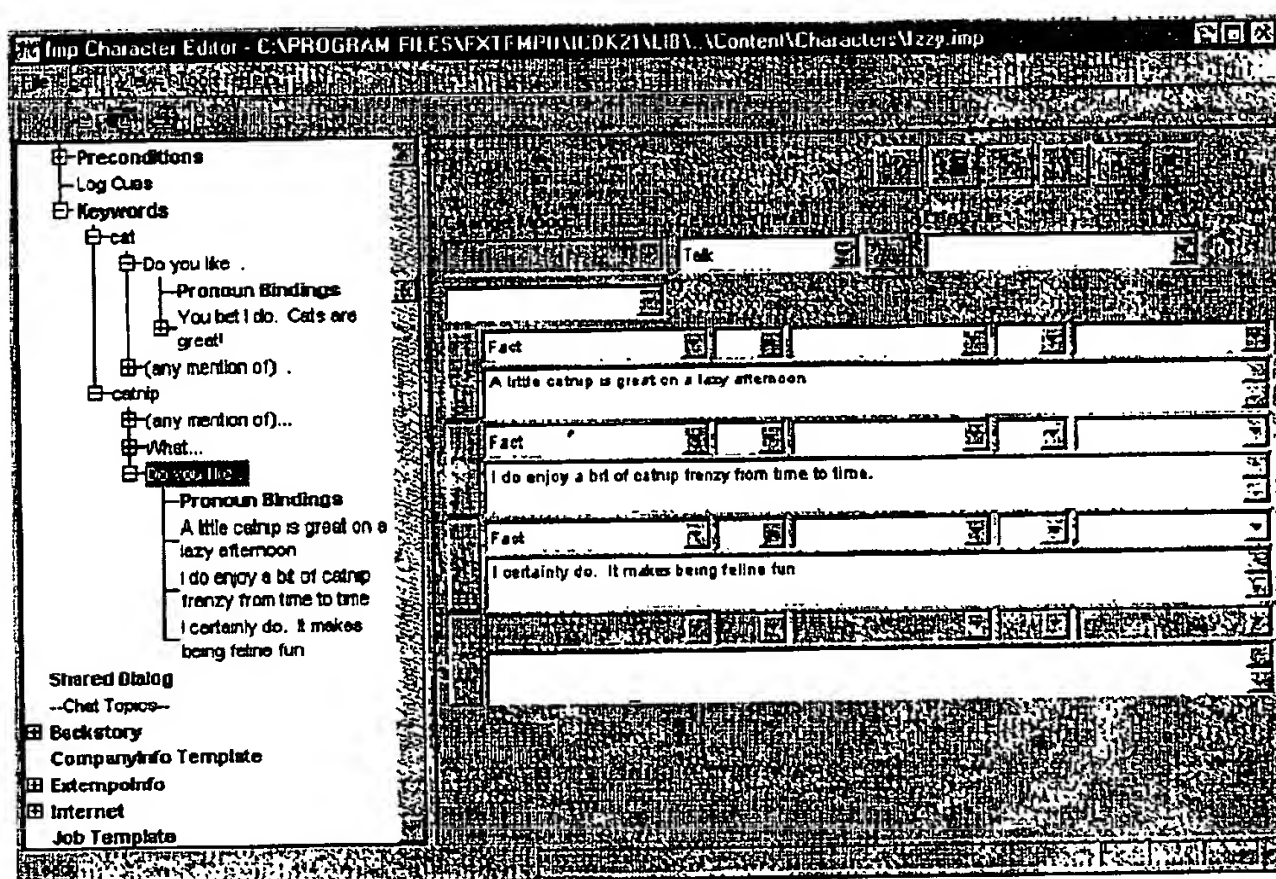 Imp Character Editor - C:\PROGRAM FILES\EXTEMPO\ICDK21\LIB\..\Content\Characters\Izzy.imp
Preconditions
Log Cues
Keywords
cat
Do you like .
Pronoun Bindings
You bet I do. Cats are
great!
(any mention of) .
catnip
(any mention of)...
What...
Do you like
Pronoun Bindings
A little catnip is great on a
lazy afternoon
I do enjoy a bit of catnip
frenzy from time to time
I certainly do. It makes
being feline fun
Shared Dialog
--Chat Topics--
Backstory
CompanyInfo Template
ExtempoInfo
Internet
Job Template
Talk
Fact
A little catnip is great on a lazy afternoon
Fact
I do enjoy a bit of catnip frenzy from time to time.
Fact
I certainly do. It makes being feline fun